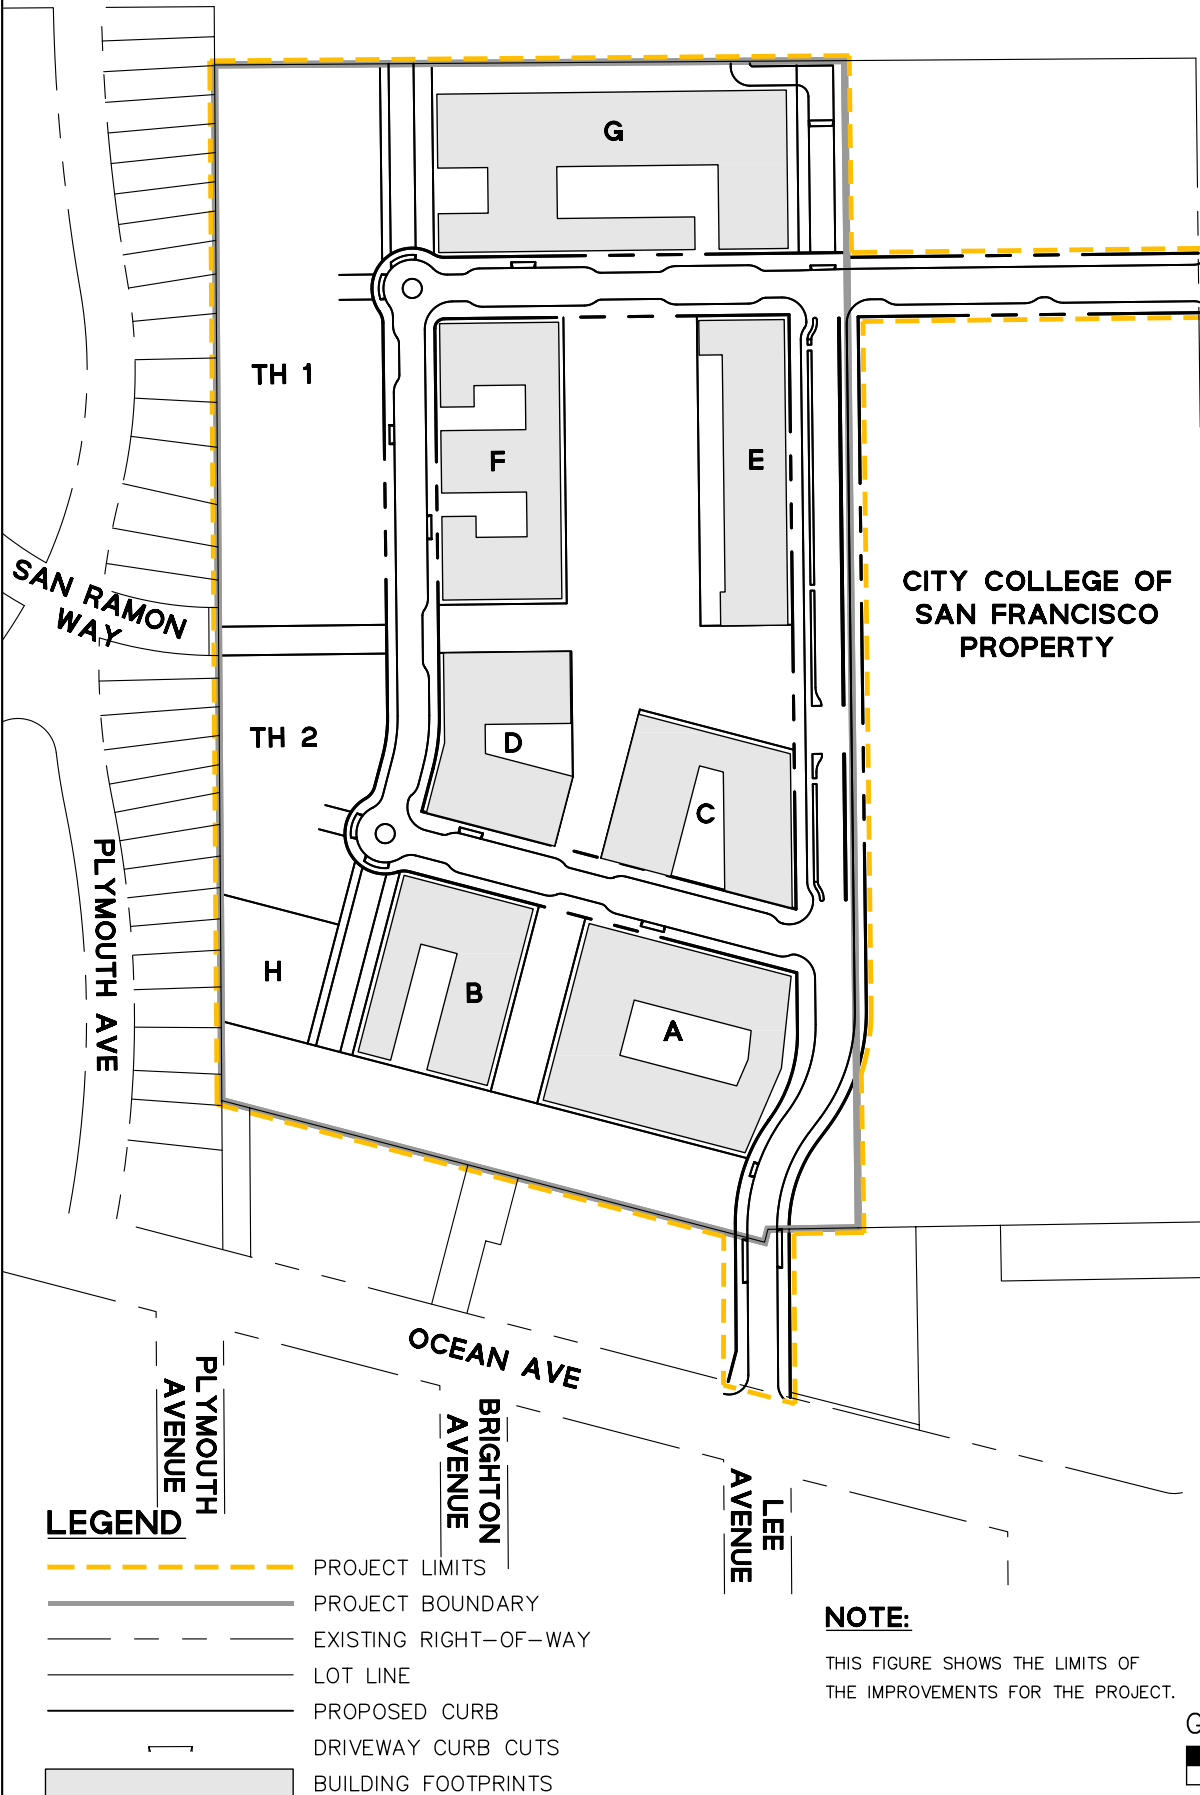 G
TH 1
F
E
SAN RAMON
WAY
CITY COLLEGE OF
SAN FRANCISCO
PROPERTY
TH 2
D
C
PLYMOUTH AVE
H
B
A
OCEAN AVE
PLYMOUTH
AVENUE
BRIGHTON
AVENUE
LEE
AVENUE
LEGEND
PROJECT LIMITS
PROJECT BOUNDARY
EXISTING RIGHT-OF-WAY
LOT LINE
PROPOSED CURB
DRIVEWAY CURB CUTS
BUILDING FOOTPRINTS
NOTE:
THIS FIGURE SHOWS THE LIMITS OF
THE IMPROVEMENTS FOR THE PROJECT.